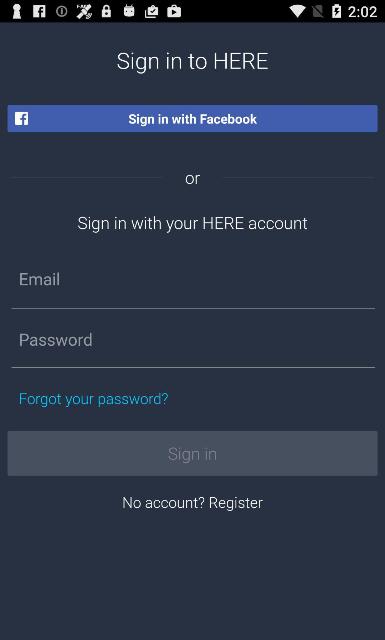 2:02
Sign in to HERE
Sign in with Facebook
or
Sign in with your HERE account
Email
Password
Forgot your password?
Sign in
No account? Register